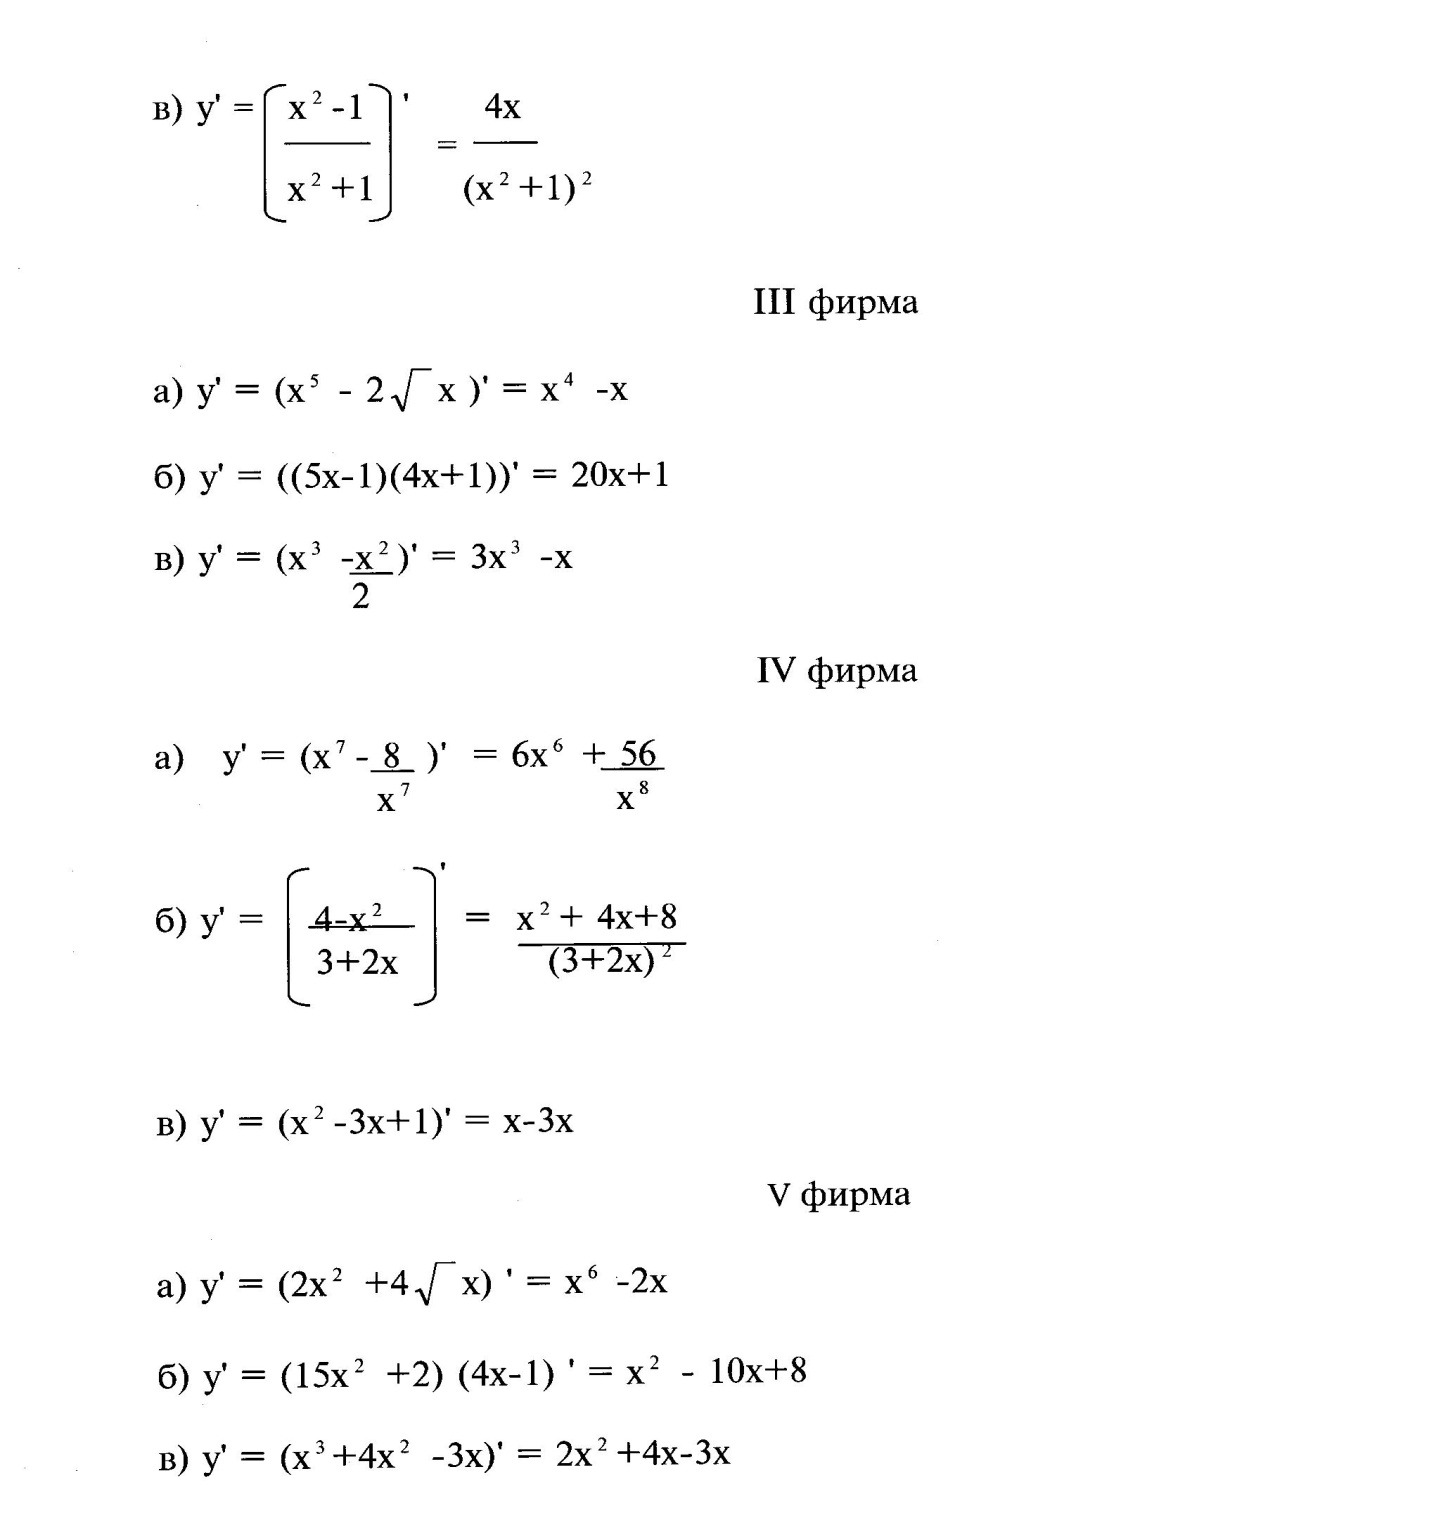 в) y' = [x² -1 / x² +1]' = 4x / (x² +1)²
III фирма
а) y' = (x⁵ - 2√ x )' = x⁴ -x
б) y' = ((5x-1)(4x+1))' = 20x+1
в) y' = (x³ -x²/2)' = 3x³ -x
IV фирма
а) y' = (x⁷ - 8/x⁷ )' = 6x⁶ + 56/x⁸
б) y' = [4-x² / 3+2x]' = x² + 4x+8 / (3+2x)²
в) y' = (x² -3x+1)' = x-3x
V фирма
а) y' = (2x² +4√ x) ' = x⁶ -2x
б) y' = (15x² +2) (4x-1) ' = x² - 10x+8
в) y' = (x³+4x² -3x)' = 2x²+4x-3x